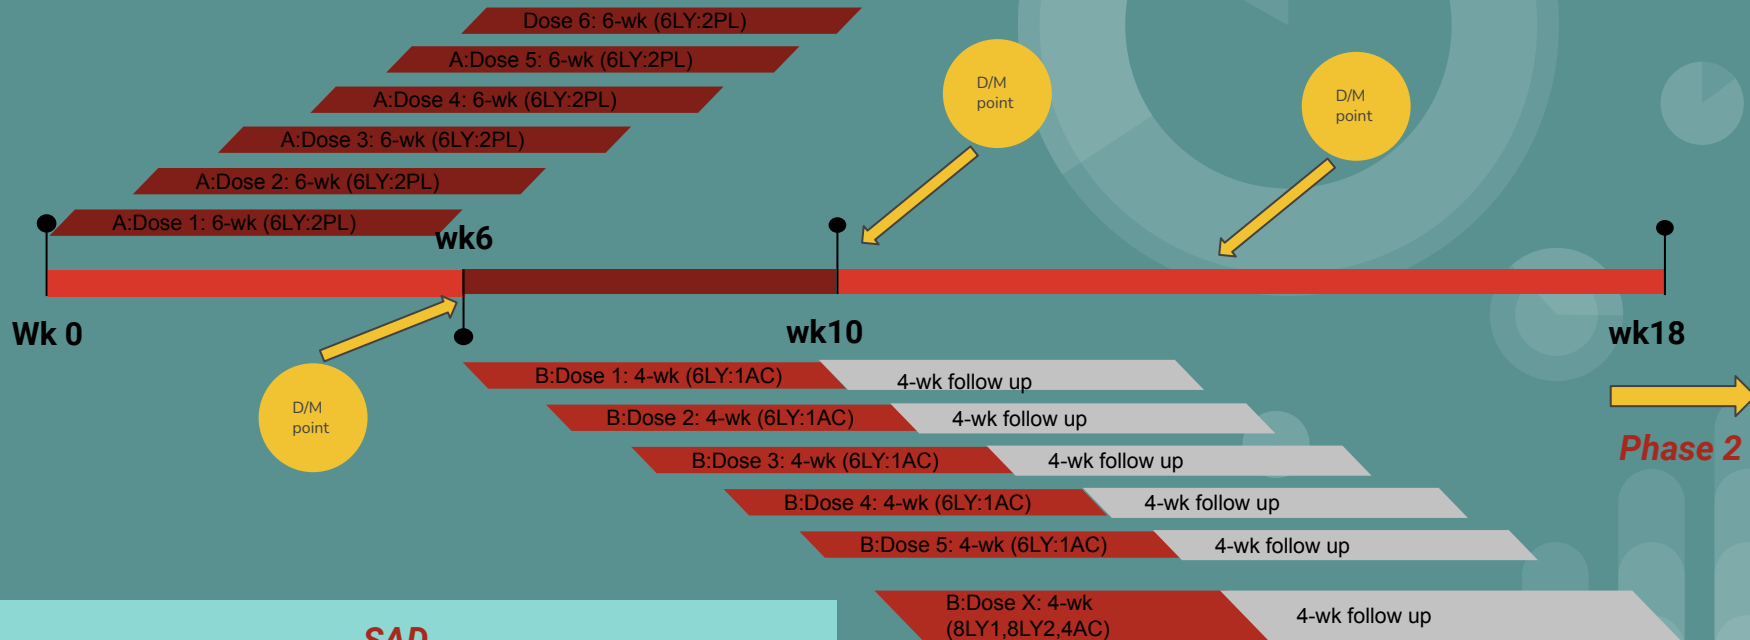 Dose 6: 6-wk (6LY:2PL)
A:Dose 5: 6-wk (6LY:2PL)
A:Dose 4: 6-wk (6LY:2PL)
A:Dose 3: 6-wk (6LY:2PL)
A:Dose 2: 6-wk (6LY:2PL)
A:Dose 1: 6-wk (6LY:2PL)
D/M
point
D/M
point
wk6
Wk 0
wk10
wk18
D/M
point
B:Dose 1: 4-wk (6LY:1AC)
4-wk follow up
B:Dose 2: 4-wk (6LY:1AC)
4-wk follow up
B:Dose 3: 4-wk (6LY:1AC)
4-wk follow up
B:Dose 4: 4-wk (6LY:1AC)
4-wk follow up
B:Dose 5: 4-wk (6LY:1AC)
4-wk follow up
B:Dose X: 4-wk
(8LY1,8LY2,4AC)
4-wk follow up
Phase 2
SAD